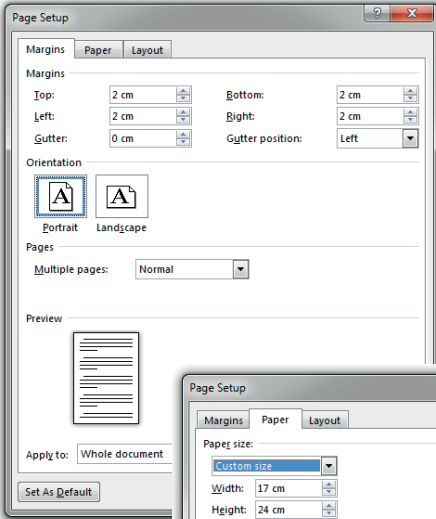 Page Setup
Margins Paper Layout
Margins
Top: 2 cm Bottom: 2 cm
Left: 2 cm Right: 2 cm
Gutter: 0 cm Gutter position: Left
Orientation
A A
Portrait Landscape
Pages
Multiple pages: Normal
Preview
Apply to: Whole document
Set As Default
Page Setup
Margins Paper Layout
Paper size:
Custom size
Width: 17 cm
Height: 24 cm